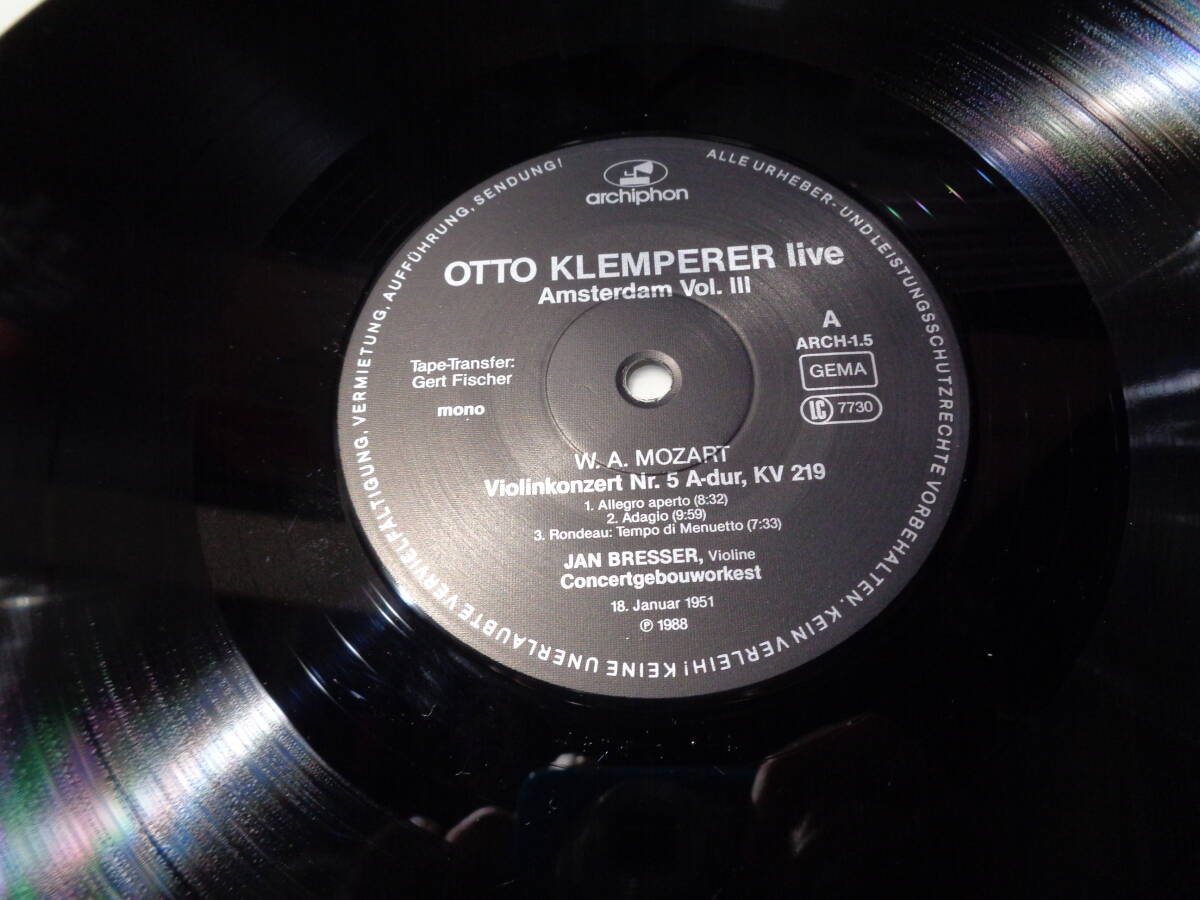 archiphon
OTTO KLEMPERER live
Amsterdam Vol. III
Tape-Transfer:
Gert Fischer
mono
A
ARCH-1.5
GEMA
LC 7730
W. A. MOZART
Violinkonzert Nr. 5 A-dur, KV 219
1. Allegro aperto (8:32)
2. Adagio (9:59)
3. Rondeau: Tempo di Menuetto (7:33)
JAN BRESSER, Violine
Concertgebouworkest
18. Januar 1951
℗ 1988
ALLE URHEBER- UND LEISTUNGSSCHUTZRECHTE VORBEHALTEN. KEIN VERLEIH! KEINE UNERLAUBTE VERVIELFÄLTIGUNG, VERMIETUNG, AUFFÜHRUNG, SENDUNG!